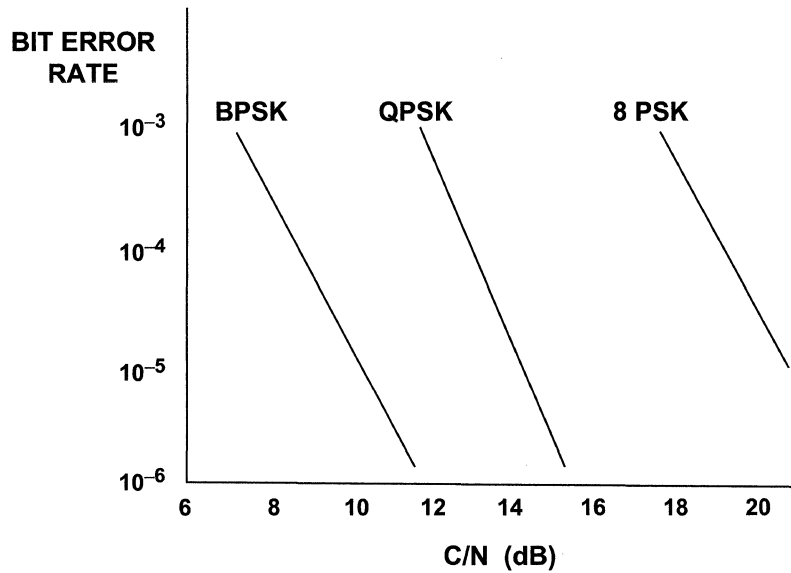 BIT ERROR
RATE
BPSK
QPSK
8 PSK
10–3
10–4
10–5
10–6
6
8
10
12
14
16
18
20
C/N (dB)